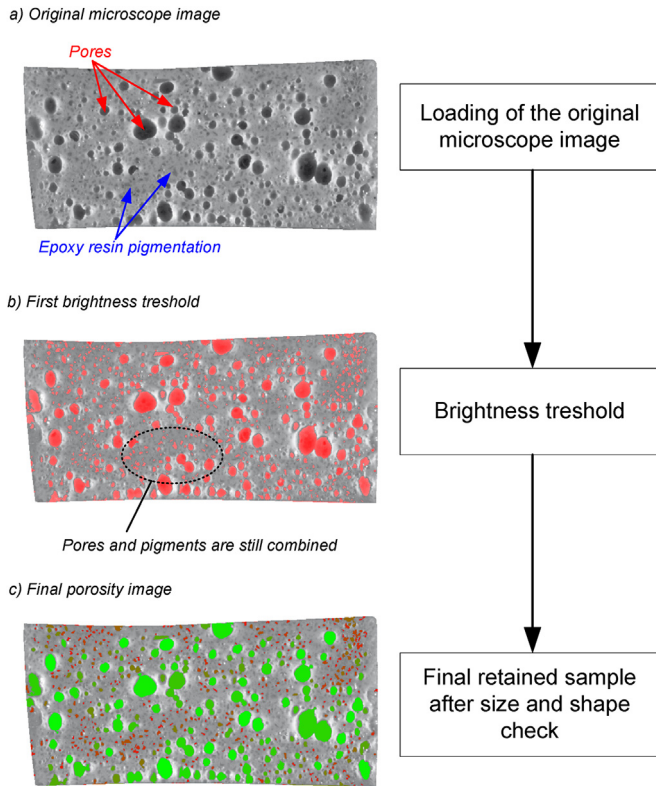 a) Original microscope image
Pores
Epoxy resin pigmentation
Loading of the original
microscope image
b) First brightness treshold
Brightness treshold
Pores and pigments are still combined
c) Final porosity image
Final retained sample
after size and shape
check